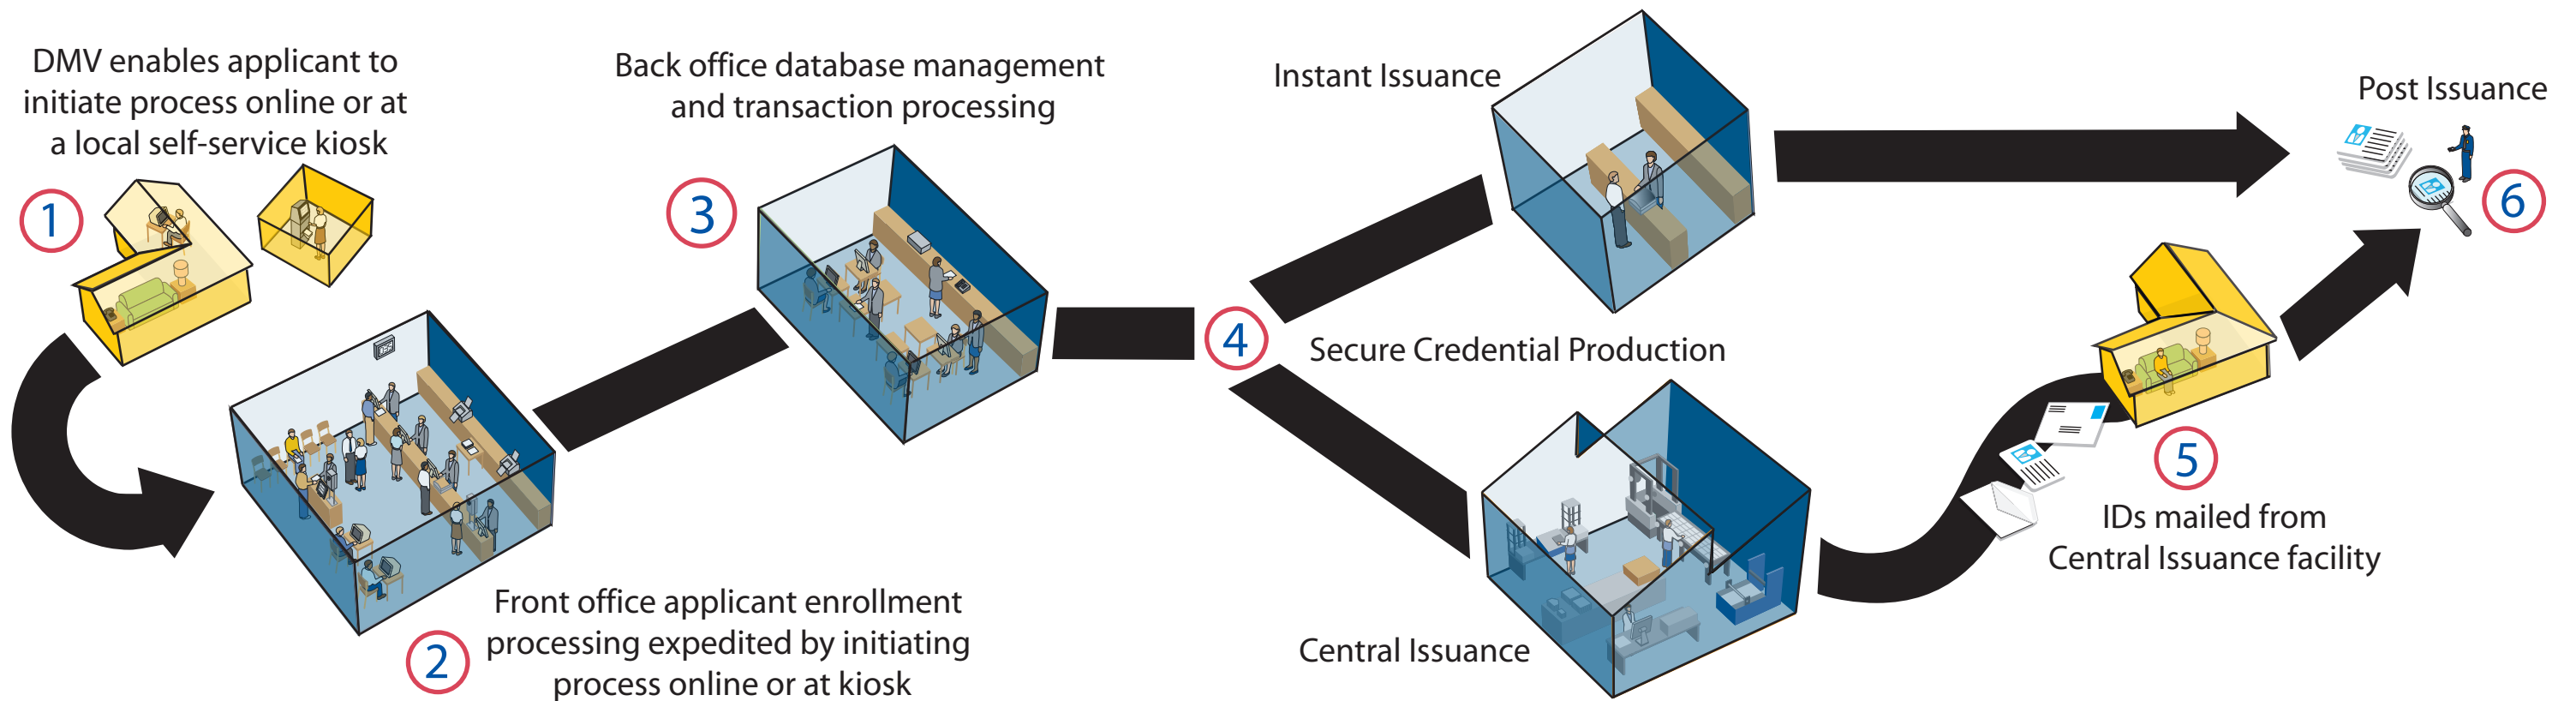 DMV enables applicant to
initiate process online or at
a local self-service kiosk
1
2
Front office applicant enrollment
processing expedited by initiating
process online or at kiosk
Back office database management
and transaction processing
3
4
Instant Issuance
Secure Credential Production
Central Issuance
5
IDs mailed from
Central Issuance facility
Post Issuance
6